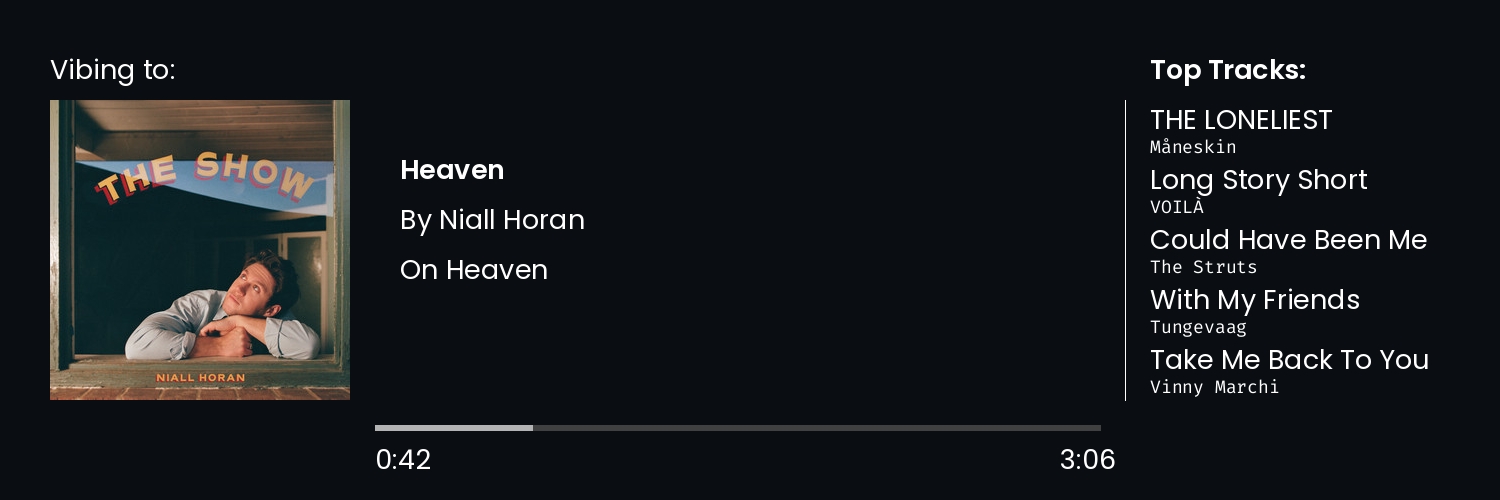 Vibing to:
THE SHOW
NIALL HORAN
Heaven
By Niall Horan
On Heaven
0:42
3:06
Top Tracks:
THE LONELIEST
Måneskin
Long Story Short
VOILÀ
Could Have Been Me
The Struts
With My Friends
Tungevaag
Take Me Back To You
Vinny Marchi